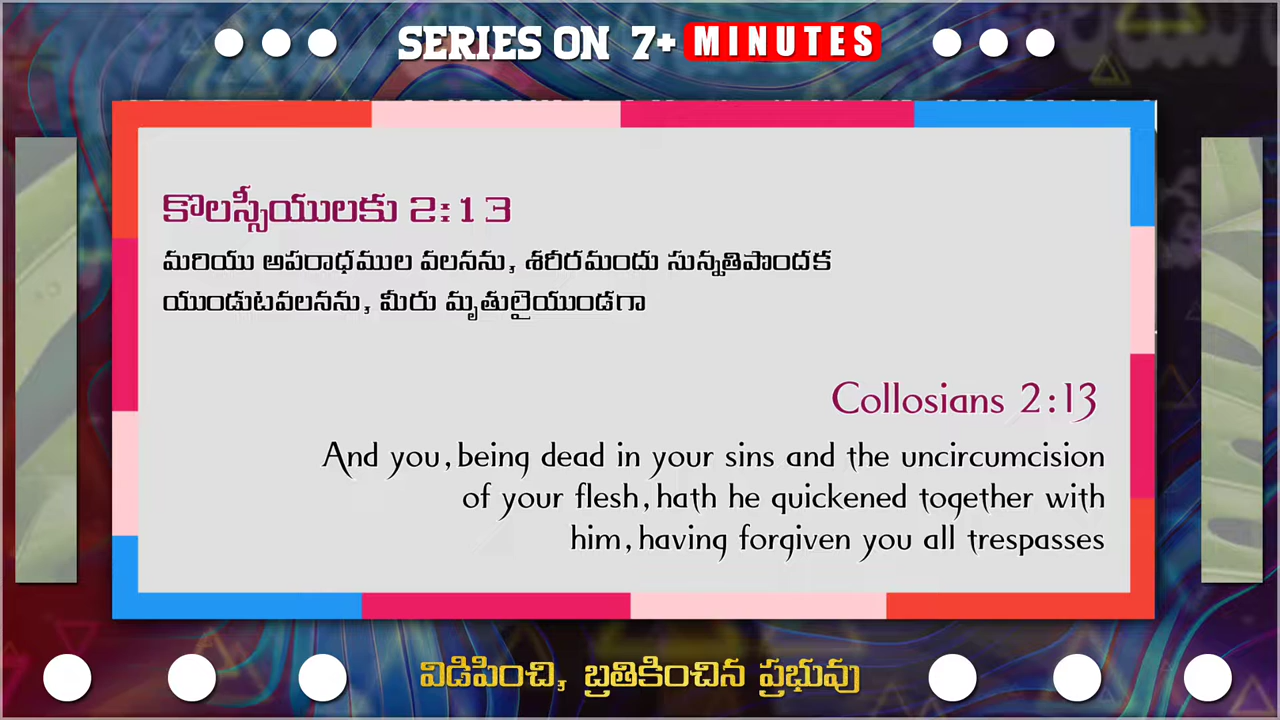 SERIES ON 7+ MINUTES
కొలస్సీయులకు 2:13
మరియు అపరాధముల వలనను, శరీరమందు సున్నతిపొందక
యుండుటవలనను, మీరు మృతులైయుండగా
Collosians 2:13
And you, being dead in your sins and the uncircumcision
of your flesh, hath he quickened together with
him, having forgiven you all trespasses
విడిపించి, బ్రతికించిన ప్రభువు